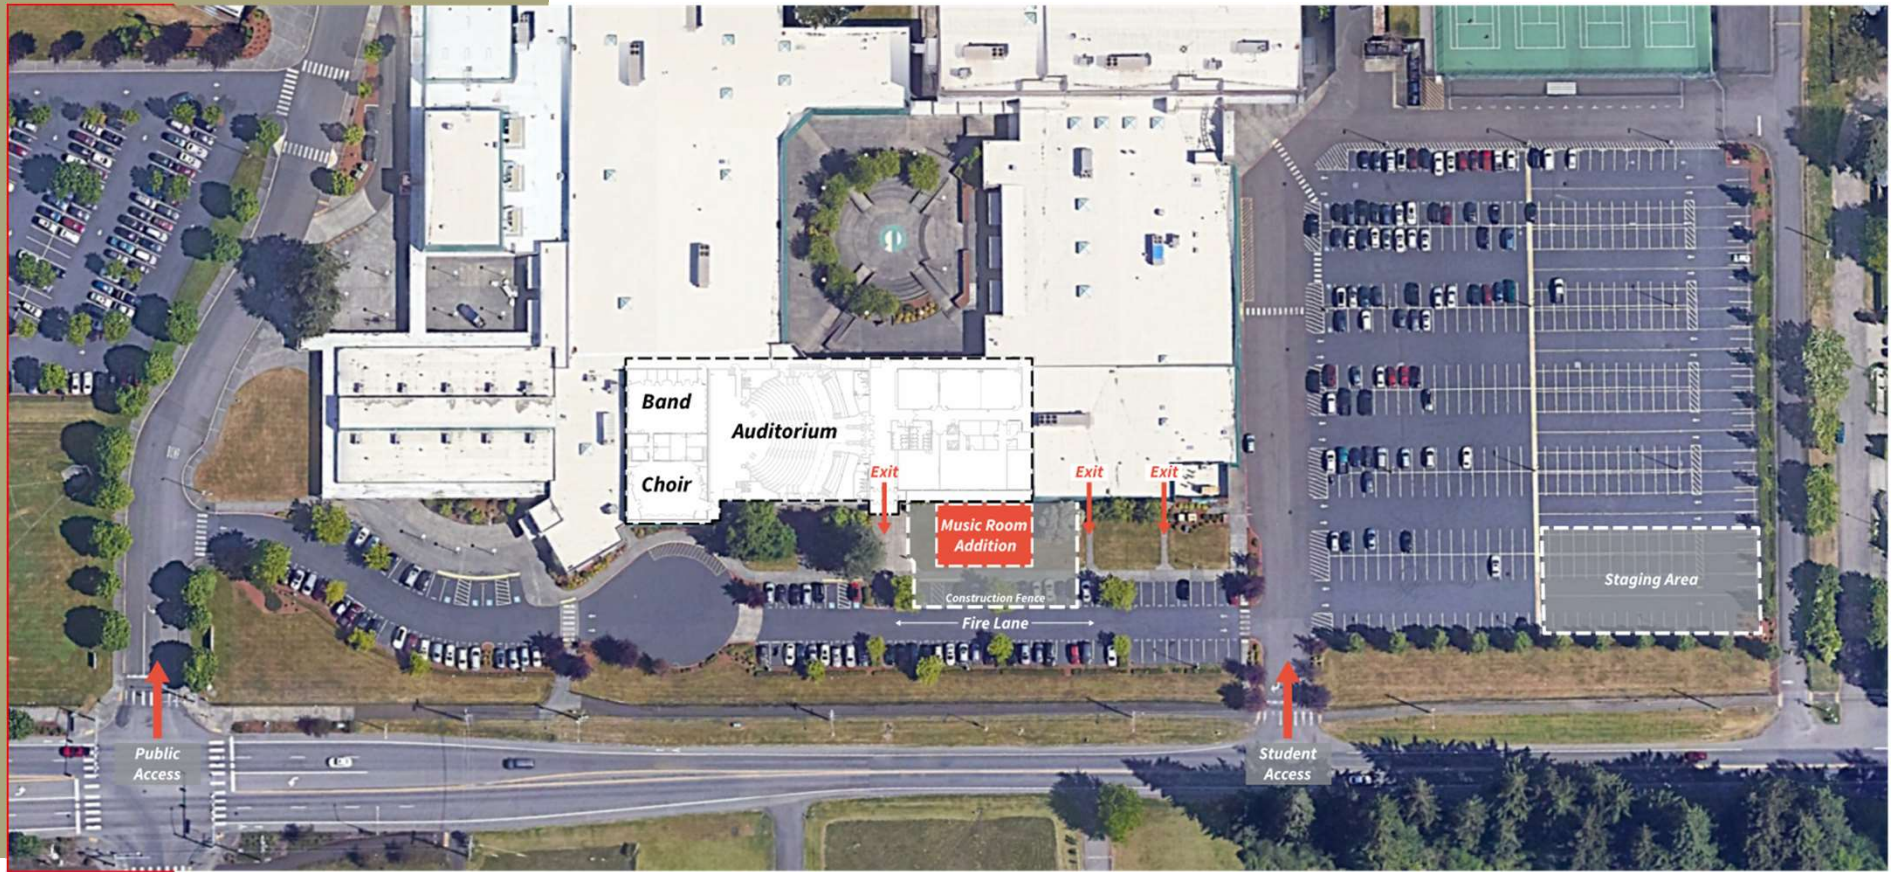 Band
Auditorium
Choir
Exit
Exit
Exit
Music Room
Addition
Construction Fence
Fire Lane
Staging Area
Public
Access
Student
Access